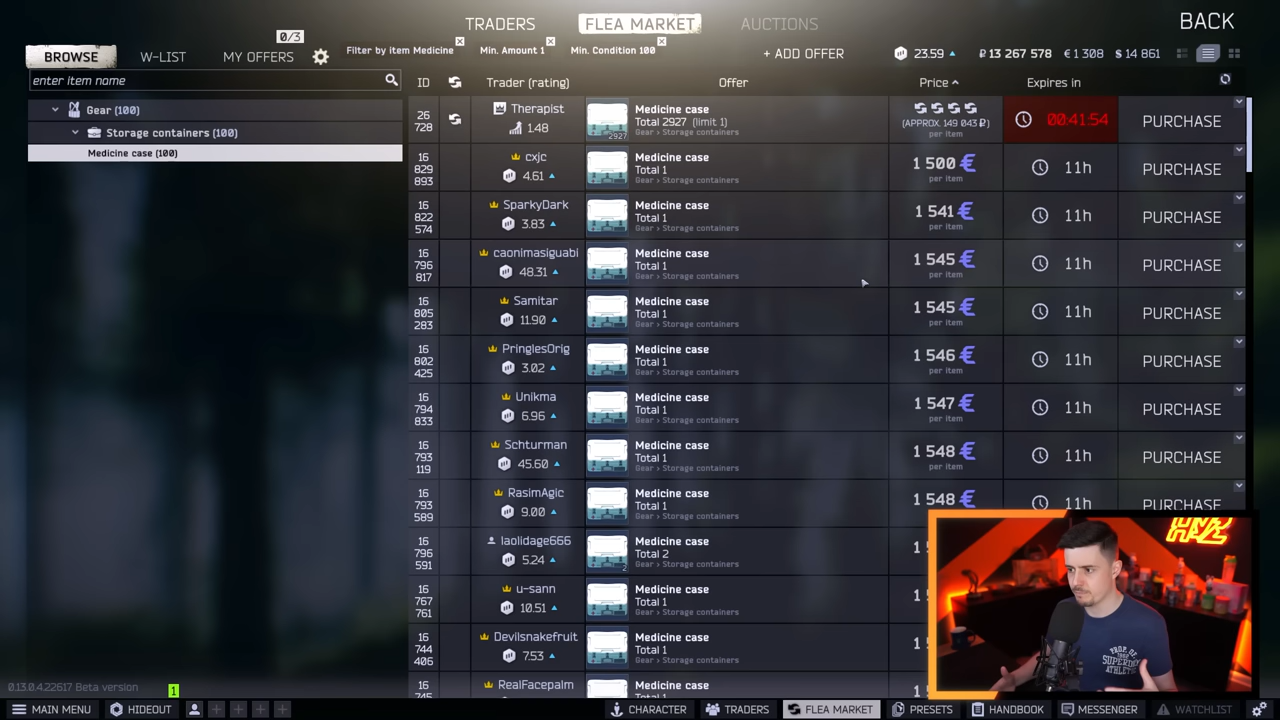 TRADERS
FLEA MARKET
AUCTIONS
BACK
0/3
BROWSE
W-LIST
MY OFFERS
Filter by item Medicine
Min. Amount 1
Min. Condition 100
+ ADD OFFER
23.59
₽ 13 267 578
€ 1 308
$ 14 861
enter item name
Gear (100)
Storage containers (100)
Medicine case (100)
ID
Trader (rating)
Offer
Price
Expires in
26 728
Therapist
1.48
2927
Medicine case
Total 2927 (limit 1)
Gear > Storage containers
(APPROX. 149 043 ₽)
per item
00:41:54
PURCHASE
16 829 893
cxjc
4.61
Medicine case
Total 1
Gear > Storage containers
1 500 €
per item
11h
PURCHASE
16 822 574
SparkyDark
3.83
Medicine case
Total 1
Gear > Storage containers
1 541 €
per item
11h
PURCHASE
16 796 817
caonimasiguabi
48.31
Medicine case
Total 1
Gear > Storage containers
1 545 €
per item
11h
PURCHASE
16 805 283
Samitar
11.90
Medicine case
Total 1
Gear > Storage containers
1 545 €
per item
11h
PURCHASE
16 802 425
PringlesOrig
3.02
Medicine case
Total 1
Gear > Storage containers
1 546 €
per item
11h
PURCHASE
16 794 833
Unikma
6.96
Medicine case
Total 1
Gear > Storage containers
1 547 €
per item
11h
PURCHASE
16 793 119
Schturman
45.60
Medicine case
Total 1
Gear > Storage containers
1 548 €
per item
11h
PURCHASE
16 793 589
RasimAgic
9.00
Medicine case
Total 1
Gear > Storage containers
1 548 €
11h
PURCHASE
16 796 591
laolidage666
5.24
2
Medicine case
Total 2
Gear > Storage containers
16 767 761
u-sann
10.51
Medicine case
Total 1
Gear > Storage containers
16 744
Devilsnakefruit
7.53
Medicine case
Total 1
Gear > Storage containers
16
RealFacepalm
Medicine case
PROP. OF
SUPERDRY
ATHLETIC
0.13.0.4.22617 Beta version
1
MAIN MENU
HIDEOUT
CHARACTER
TRADERS
FLEA MARKET
PRESETS
HANDBOOK
MESSENGER
WATCHLIST